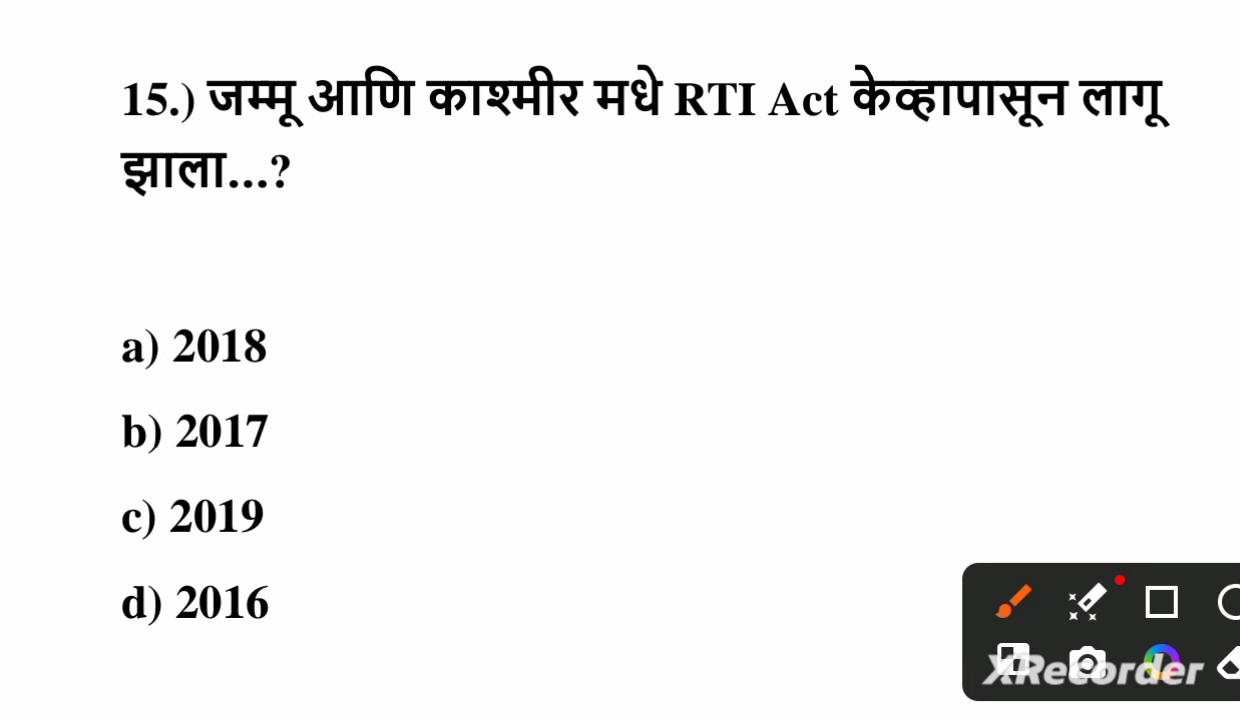 15.) जम्मू आणि काश्मीर मधे RTI Act केव्हापासून लागू
झाला...?
a) 2018
b) 2017
c) 2019
d) 2016
XRecorder